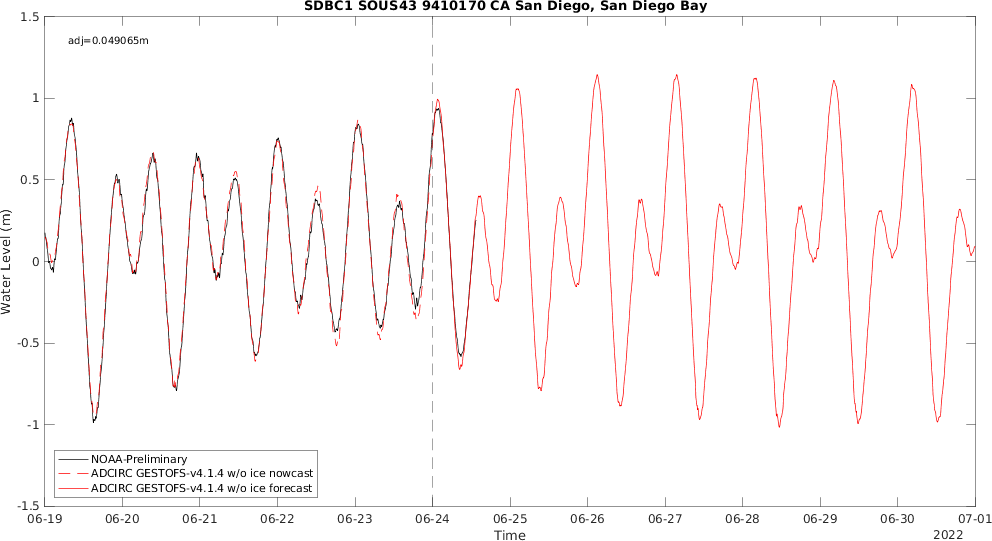 SDBC1 SOUS43 9410170 CA San Diego, San Diego Bay
adj=0.049065m
1.5
1
0.5
0
-0.5
-1
-1.5
Water Level (m)
NOAA-Preliminary
ADCIRC GESTOFS-v4.1.4 w/o ice nowcast
ADCIRC GESTOFS-v4.1.4 w/o ice forecast
06-19 06-20 06-21 06-22 06-23 06-24 06-25 06-26 06-27 06-28 06-29 06-30 07-01
Time
2022